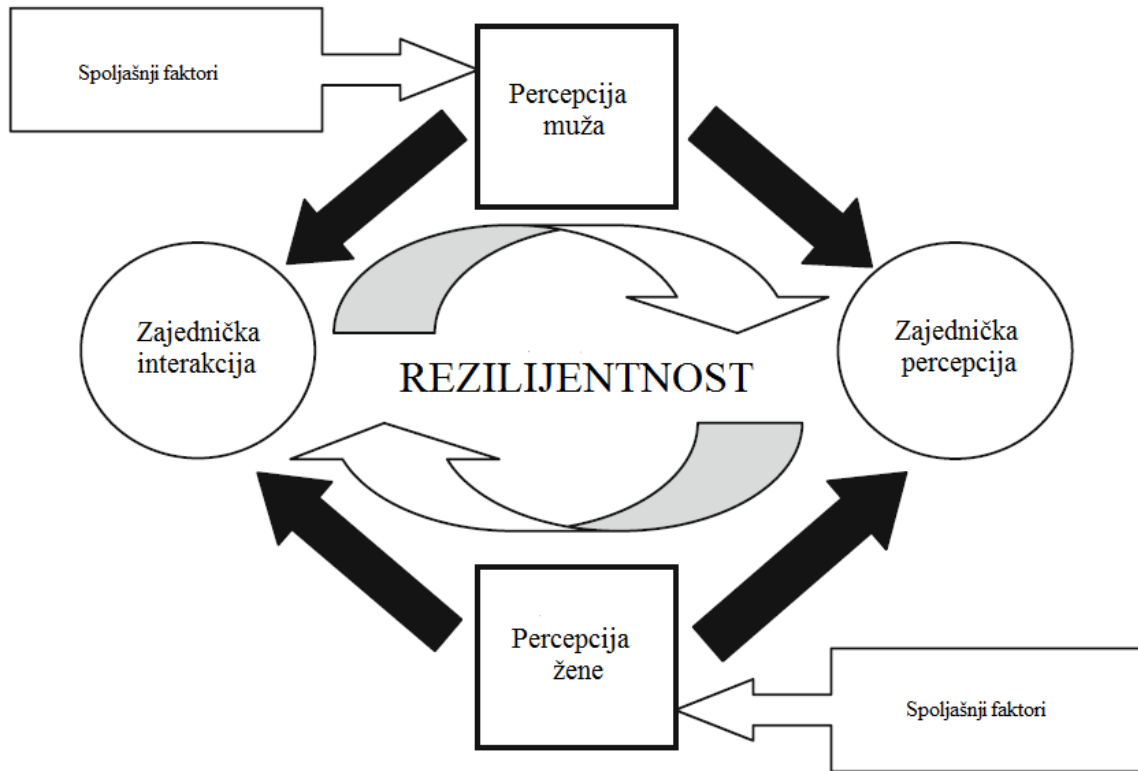 Spoljašnji faktori
Percepcija
muža
Zajednička
interakcija
REZILIJENTNOST
Zajednička
percepcija
Percepcija
žene
Spoljašnji faktori